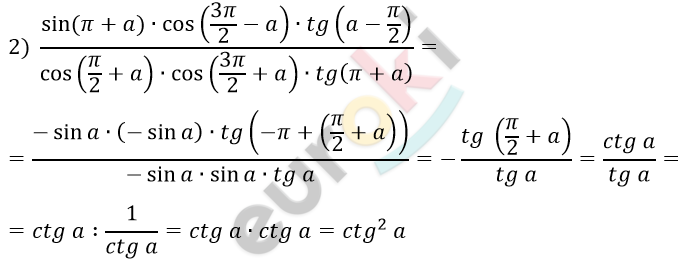 2) (sin(π + a) · cos(3π/2 − a) · tg(a − π/2)) / (cos(π/2 + a) · cos(3π/2 + a) · tg(π + a)) =
= (− sin a · (− sin a) · tg(−π + (π/2 + a))) / (− sin a · sin a · tg a) = − (tg (π/2 + a)) / (tg a) = (ctg a) / (tg a) =
= ctg a : 1 / (ctg a) = ctg a · ctg a = ctg² a
euroki